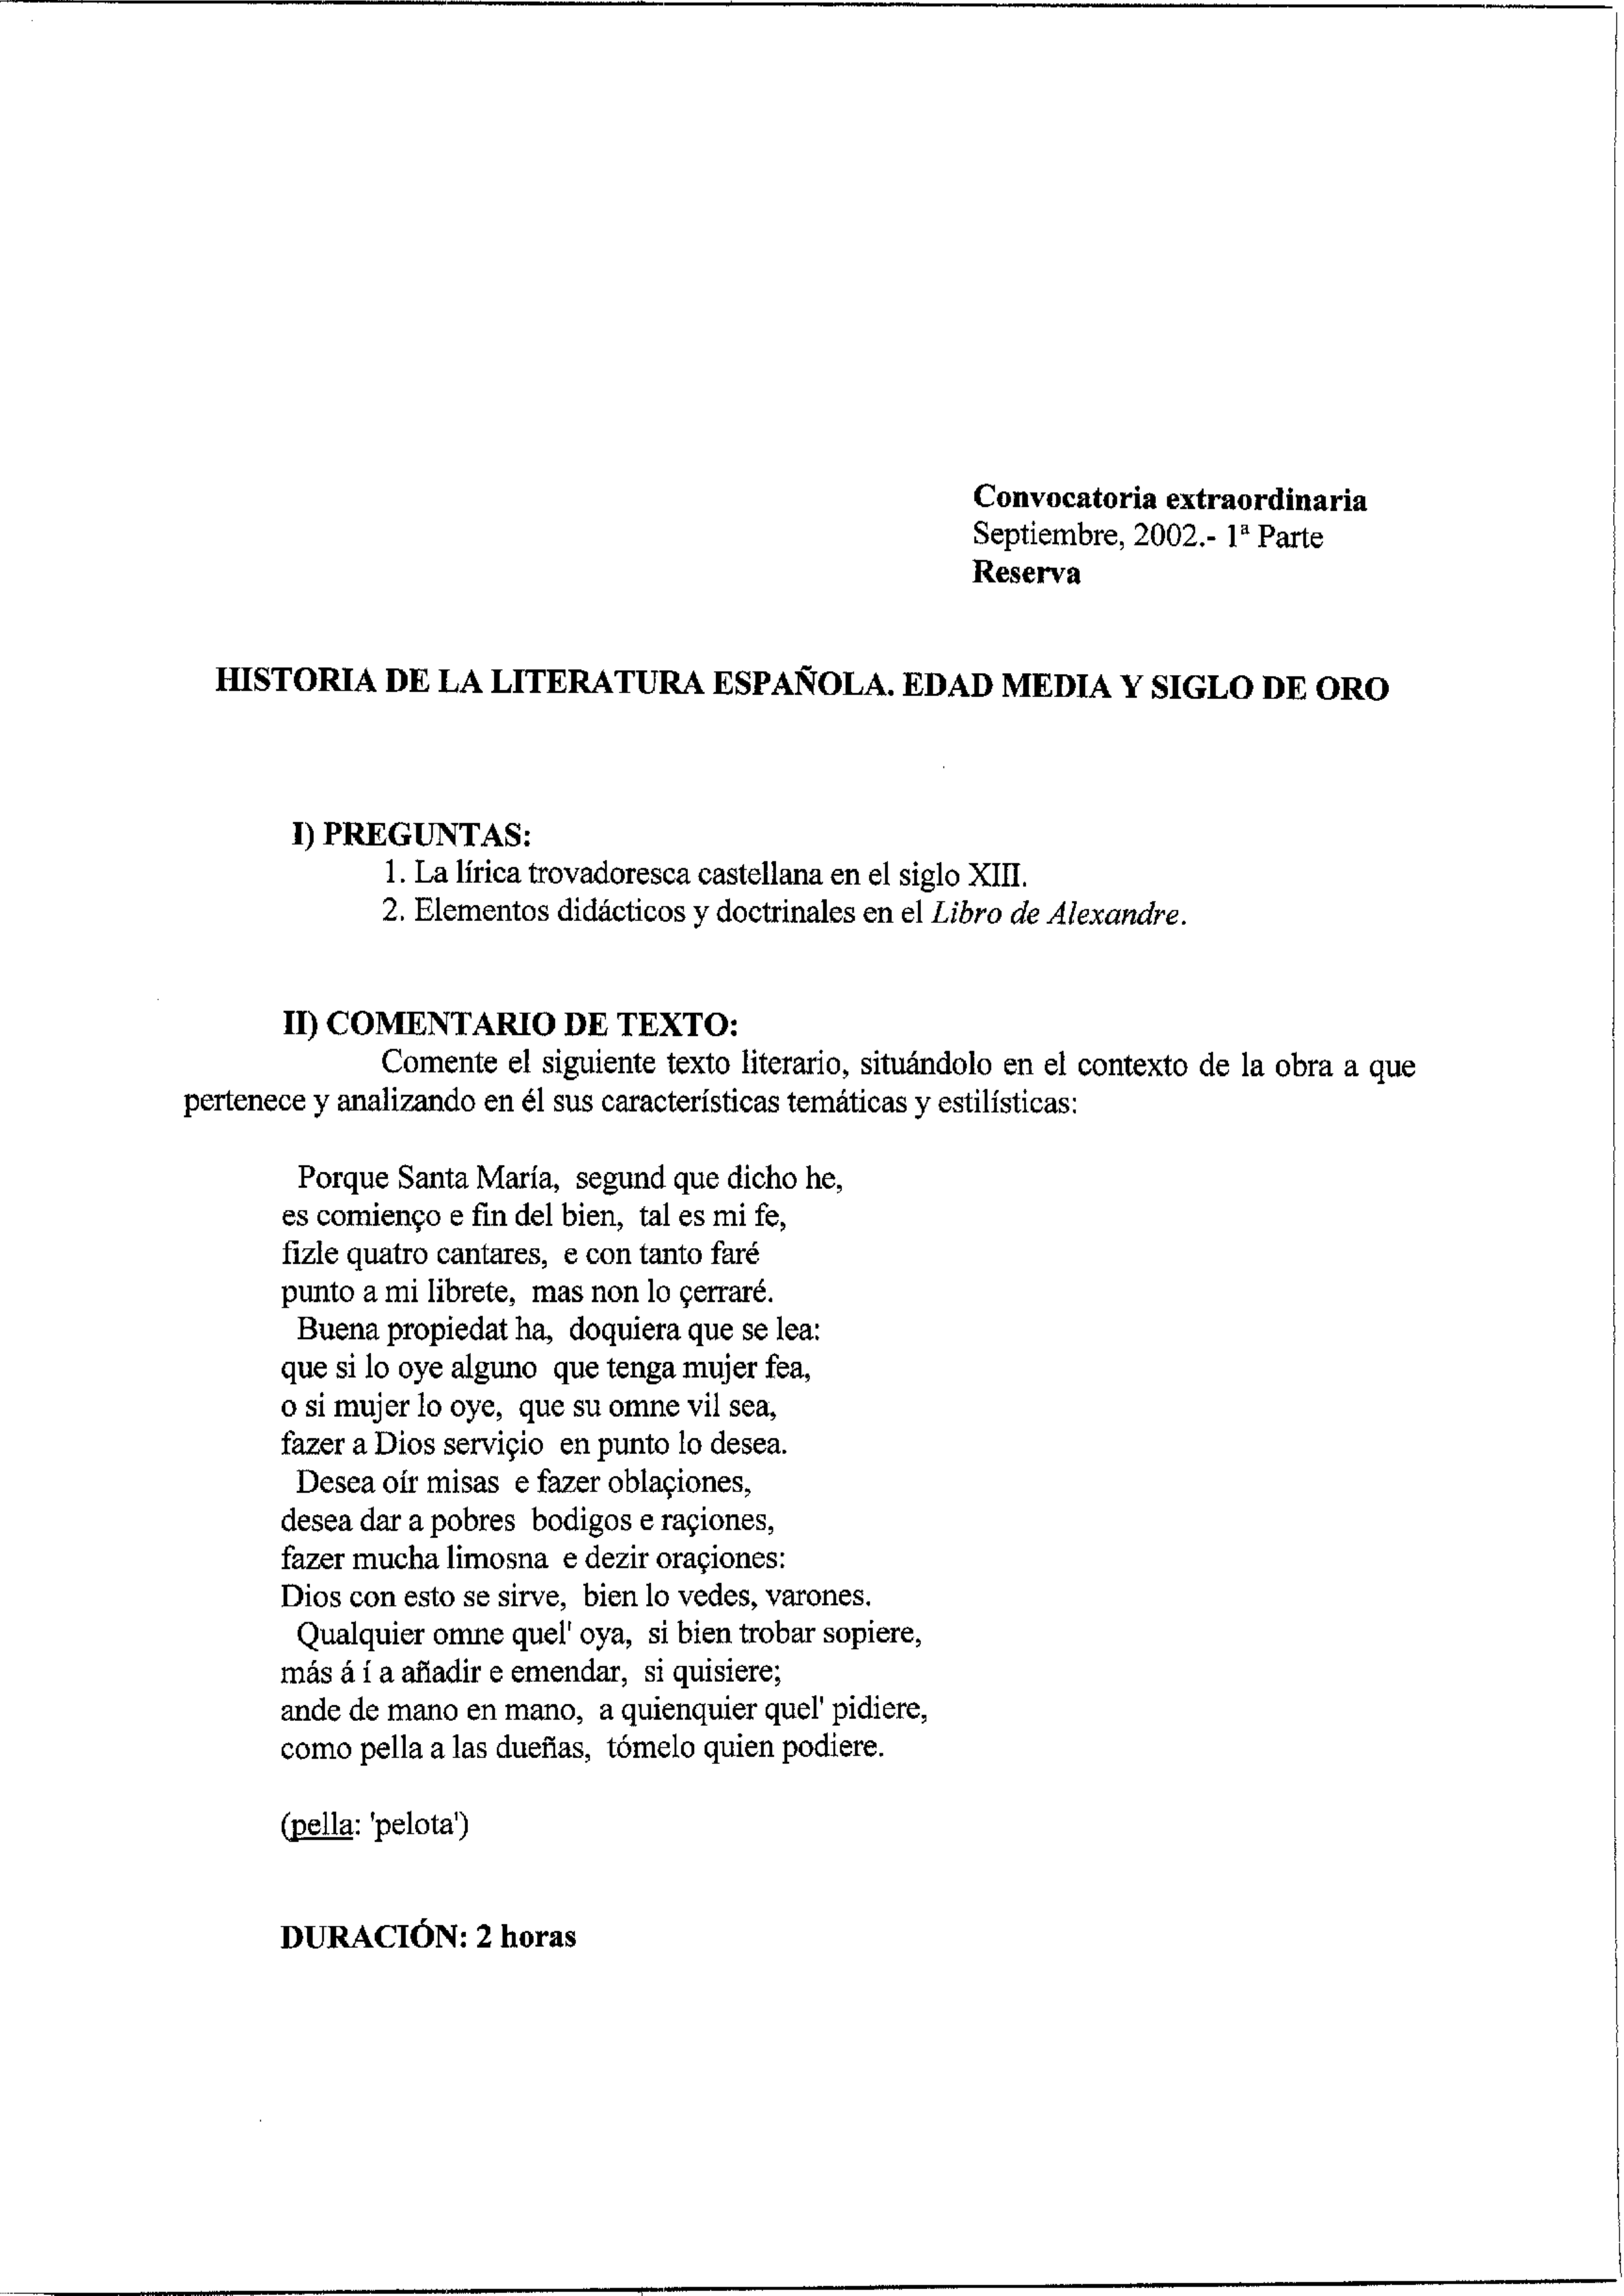 Convocatoria extraordinaria
Septiembre, 2002.- 1ª Parte
Reserva
HISTORIA DE LA LITERATURA ESPAÑOLA. EDAD MEDIA Y SIGLO DE ORO
I) PREGUNTAS:
1. La lírica trovadoresca castellana en el siglo XIII.
2. Elementos didácticos y doctrinales en el Libro de Alexandre.
II) COMENTARIO DE TEXTO:
Comente el siguiente texto literario, situándolo en el contexto de la obra a que
pertenece y analizando en él sus características temáticas y estilísticas:
Porque Santa María, segund que dicho he,
es comienço e fin del bien, tal es mi fe,
fizle quatro cantares, e con tanto faré
punto a mi librete, mas non lo çerraré.
Buena propiedat ha, doquiera que se lea:
que si lo oye alguno que tenga mujer fea,
o si mujer lo oye, que su omne vil sea,
fazer a Dios serviçio en punto lo desea.
Desea oír misas e fazer oblaçiones,
desea dar a pobres bodigos e raçiones,
fazer mucha limosna e dezir oraçiones:
Dios con esto se sirve, bien lo vedes, varones.
Qualquier omne quel' oya, si bien trobar sopiere,
más á í a añadir e emendar, si quisiere;
ande de mano en mano, a quienquier quel' pidiere,
como pella a las dueñas, tómelo quien podiere.
(pella: 'pelota')
DURACIÓN: 2 horas